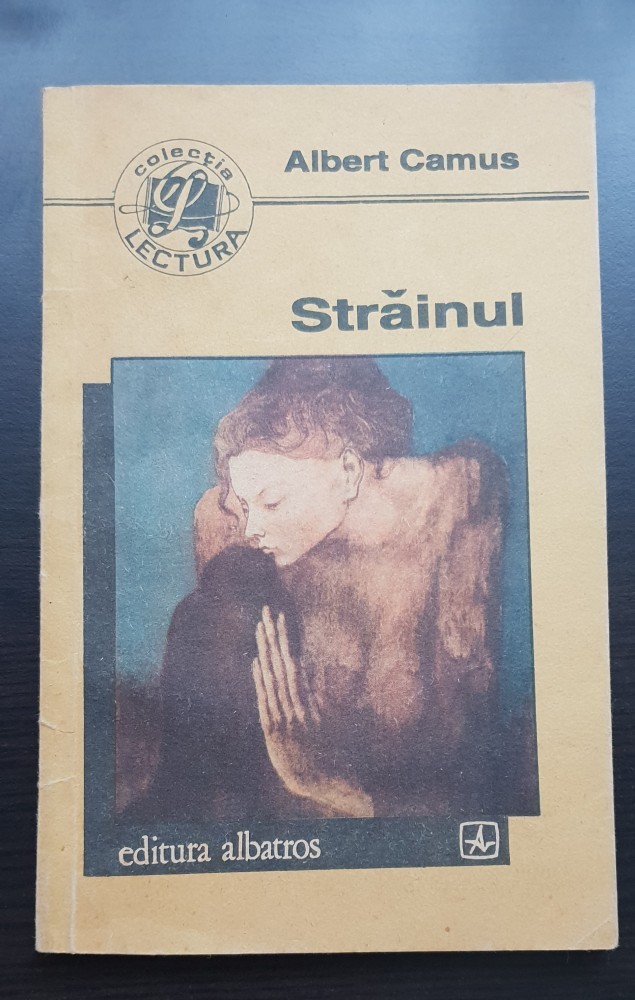 colecția
L
LECTURA
Albert Camus
Străinul
editura albatros
A